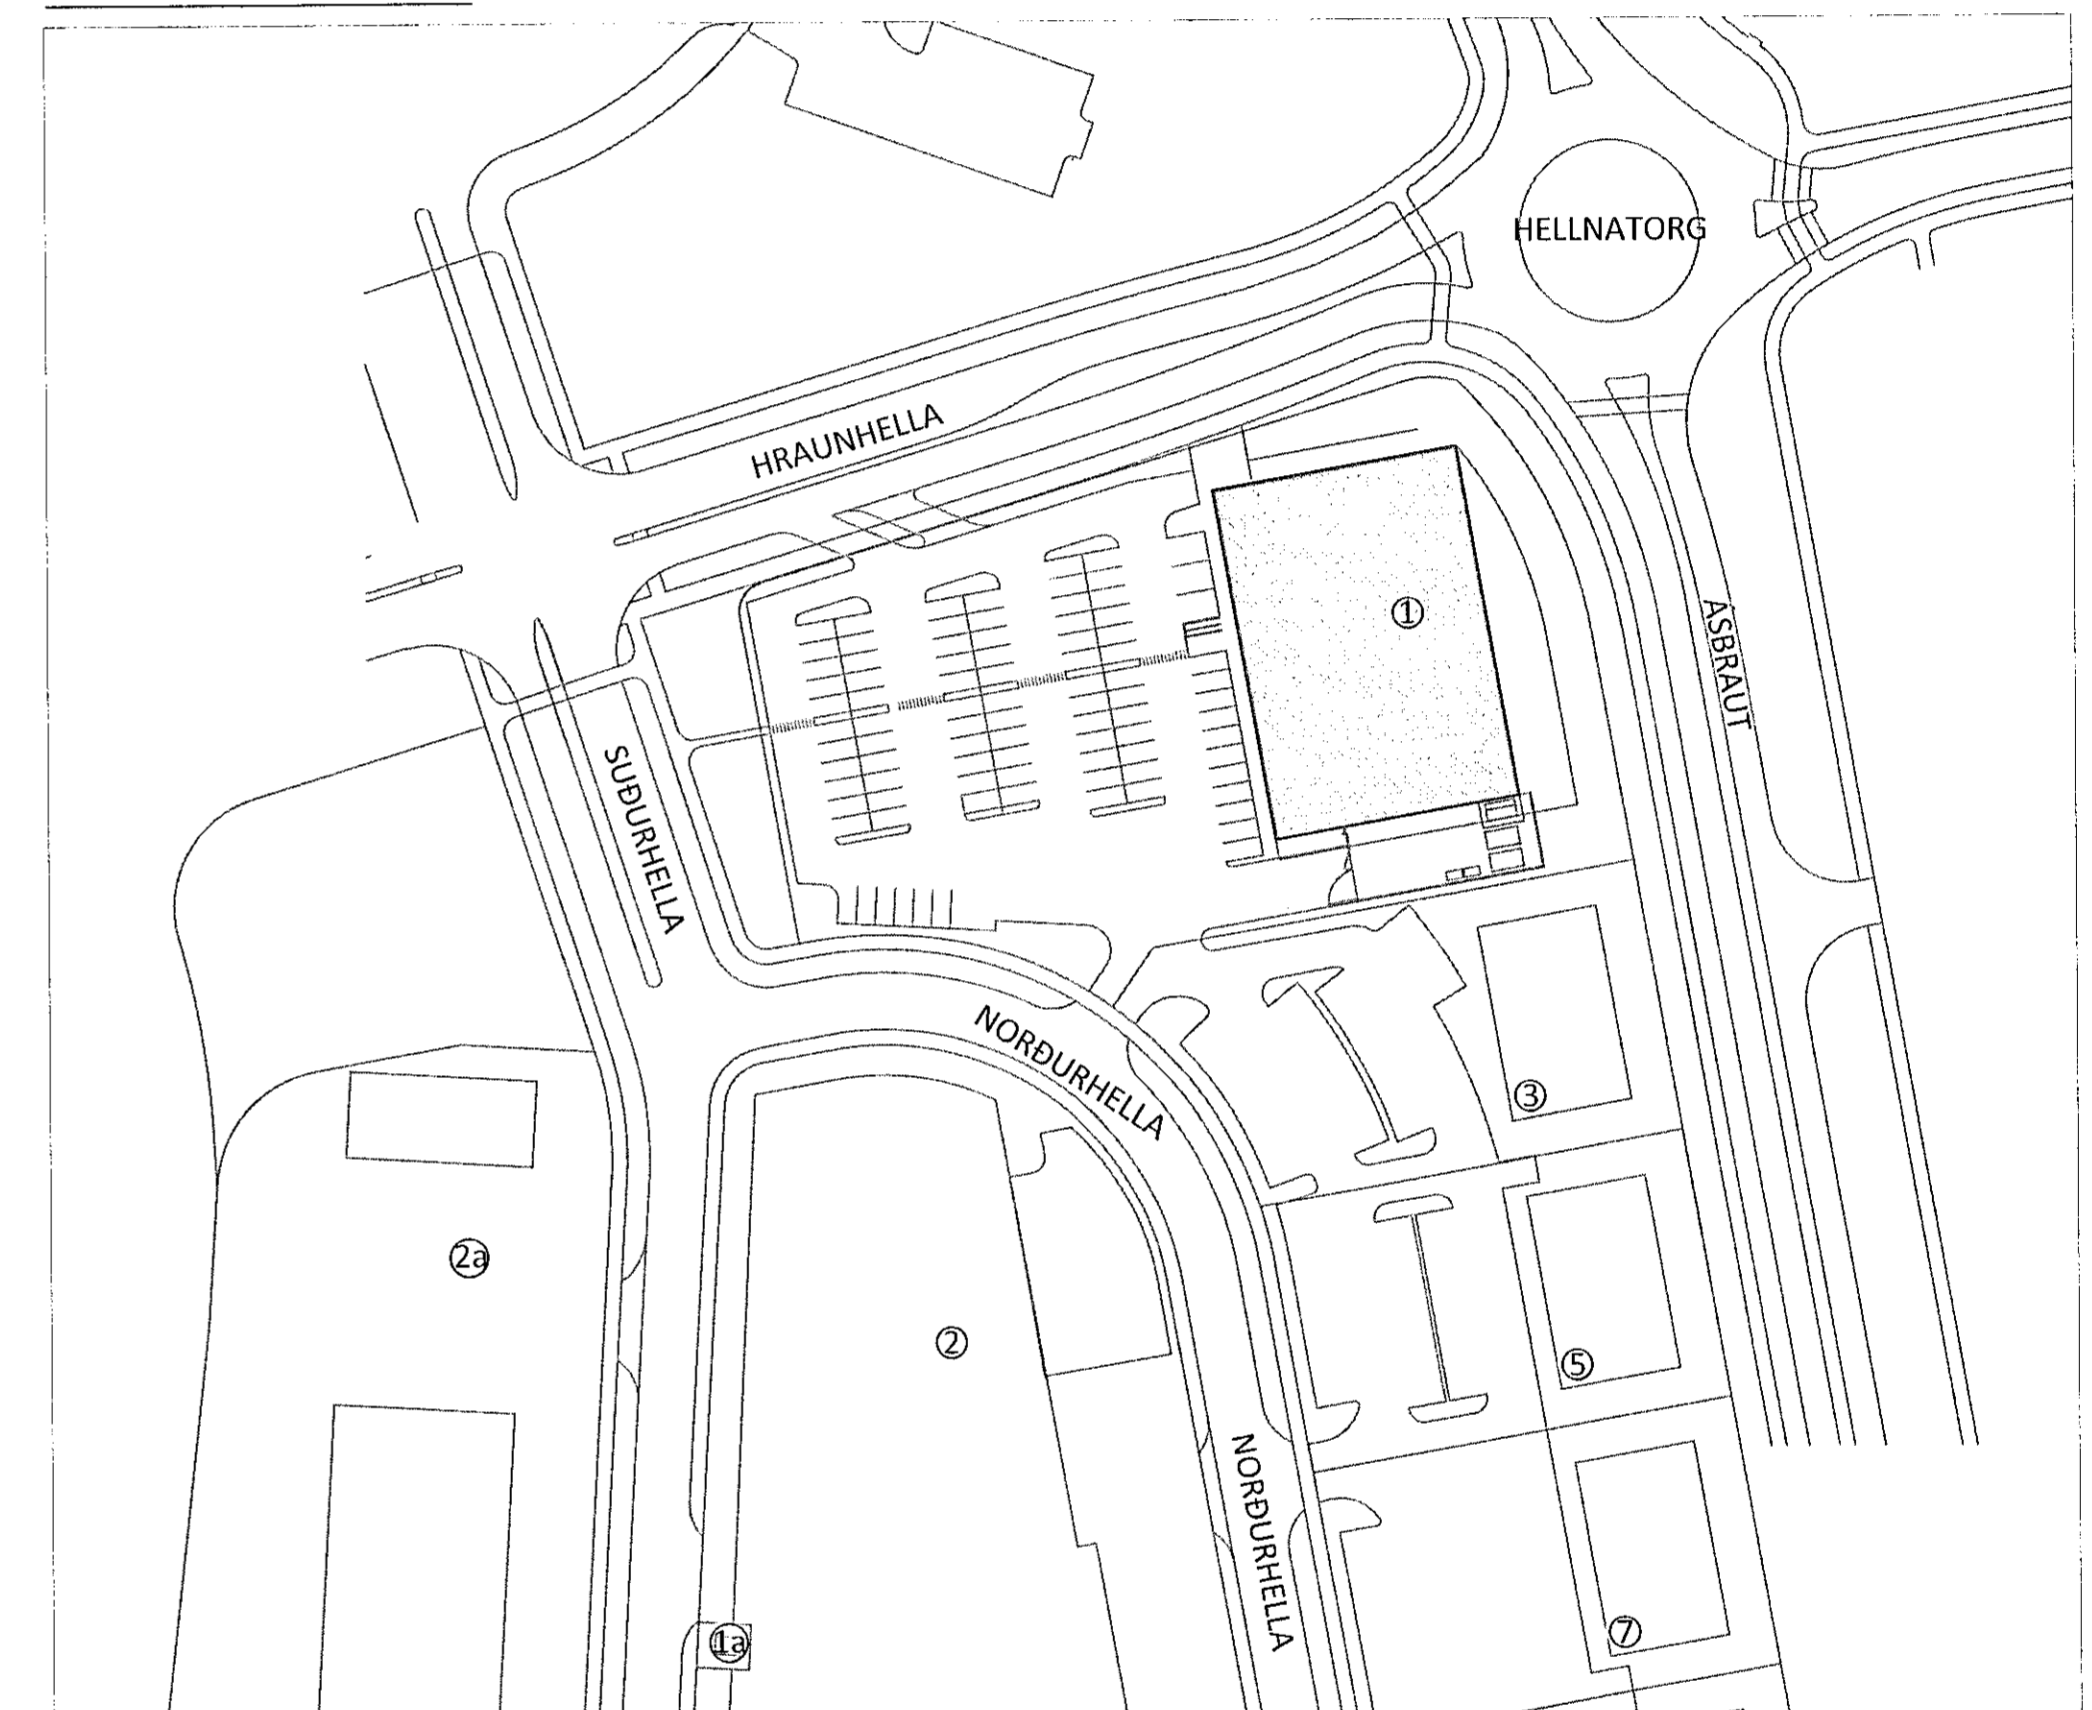 HELLNATORG
HRAUNHELLA
①
ÁSBRAUT
SUÐURHELLA
NORÐURHELLA
③
2a
②
⑤
NORÐURHELLA
⑦
1a